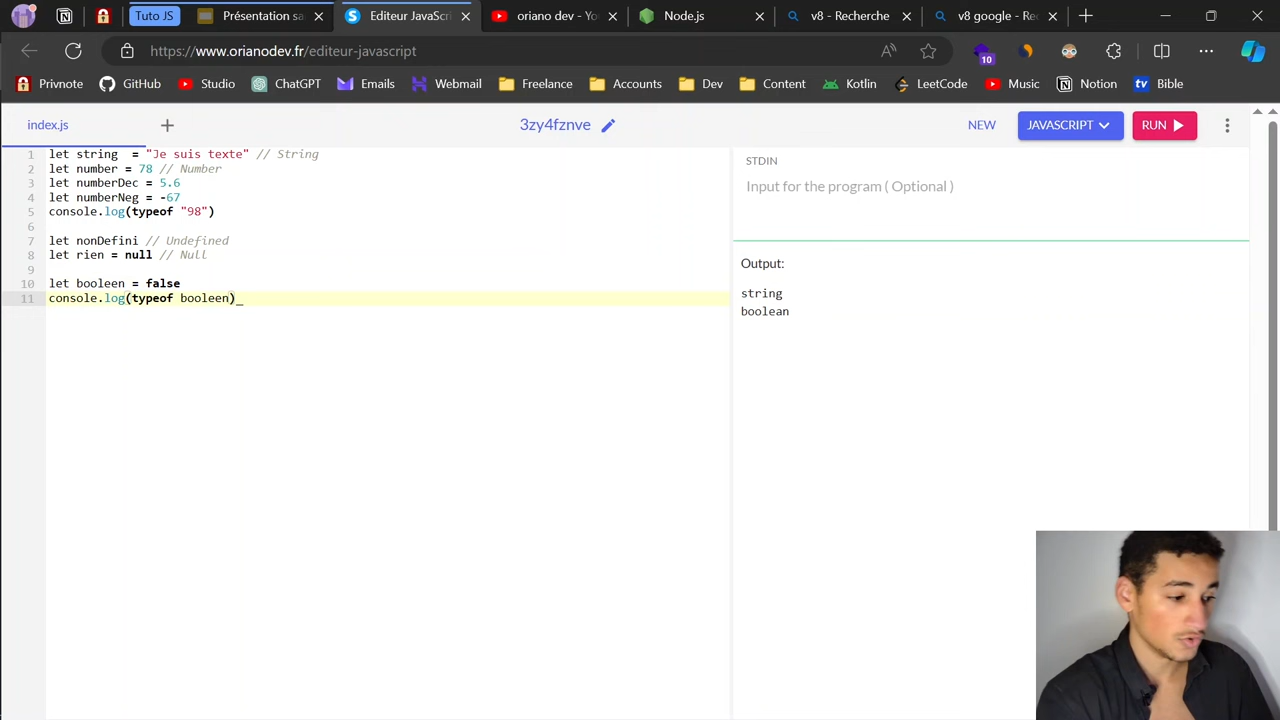 Tuto JS
Présentation sa
Editeur JavaScri
oriano dev - You
Node.js
v8 - Recherche
v8 google - Rec
https://www.orianodev.fr/editeur-javascript
10
Privnote
GitHub
Studio
ChatGPT
Emails
Webmail
Freelance
Accounts
Dev
Content
Kotlin
LeetCode
Music
Notion
tv
Bible
index.js
3zy4fznve
NEW
JAVASCRIPT
RUN
1 let string  = "Je suis texte" // String
2 let number = 78 // Number
3 let numberDec = 5.6
4 let numberNeg = -67
5 console.log(typeof "98")
6
7 let nonDefini // Undefined
8 let rien = null // Null
9
10 let booleen = false
11 console.log(typeof booleen)_
STDIN
Input for the program ( Optional )
Output:
string
boolean